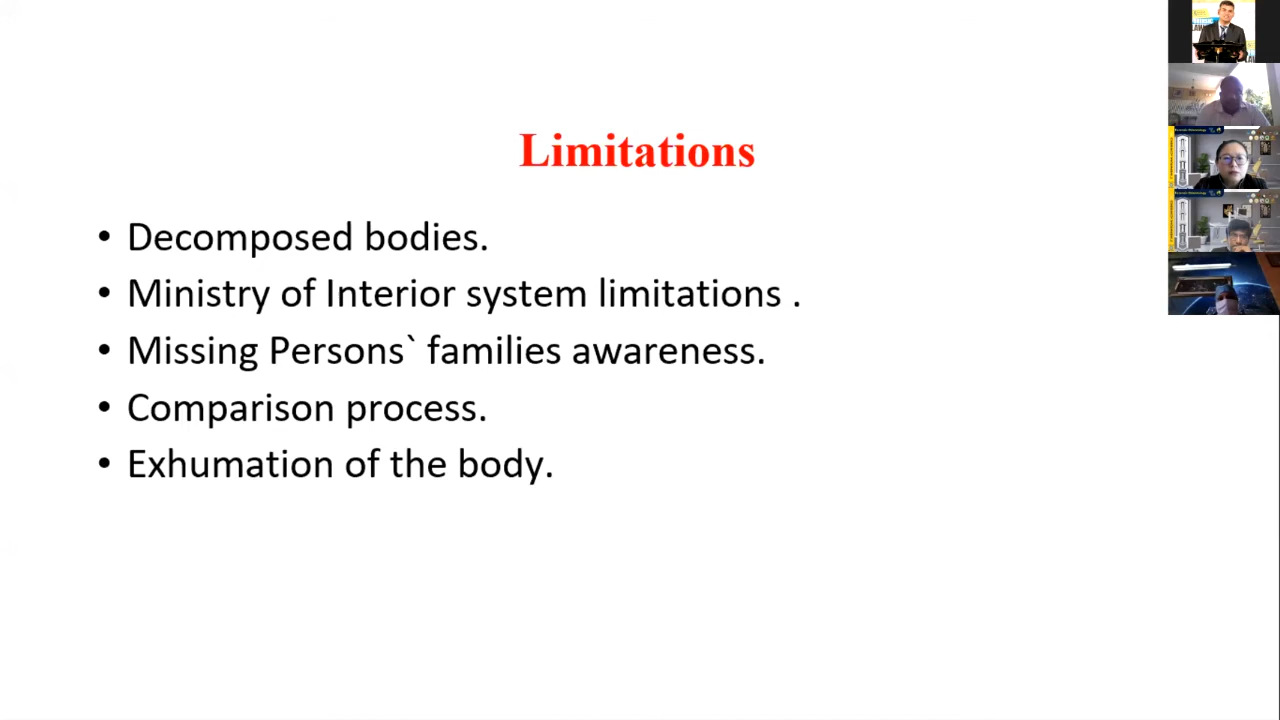 Limitations
• Decomposed bodies.
• Ministry of Interior system limitations .
• Missing Persons` families awareness.
• Comparison process.
• Exhumation of the body.